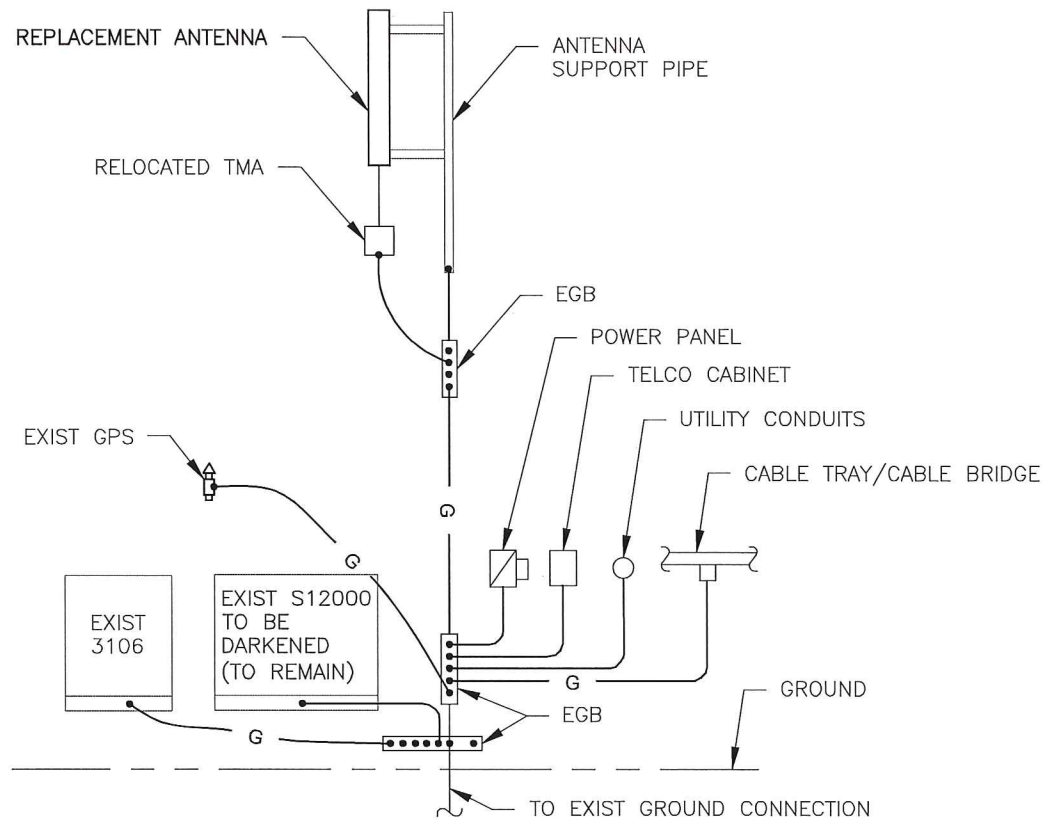 REPLACEMENT ANTENNA
ANTENNA
SUPPORT PIPE
RELOCATED TMA
EGB
POWER PANEL
TELCO CABINET
UTILITY CONDUITS
EXIST GPS
CABLE TRAY/CABLE BRIDGE
G
G
EXIST
3106
EXIST S12000
TO BE
DARKENED
(TO REMAIN)
G
GROUND
EGB
G
TO EXIST GROUND CONNECTION